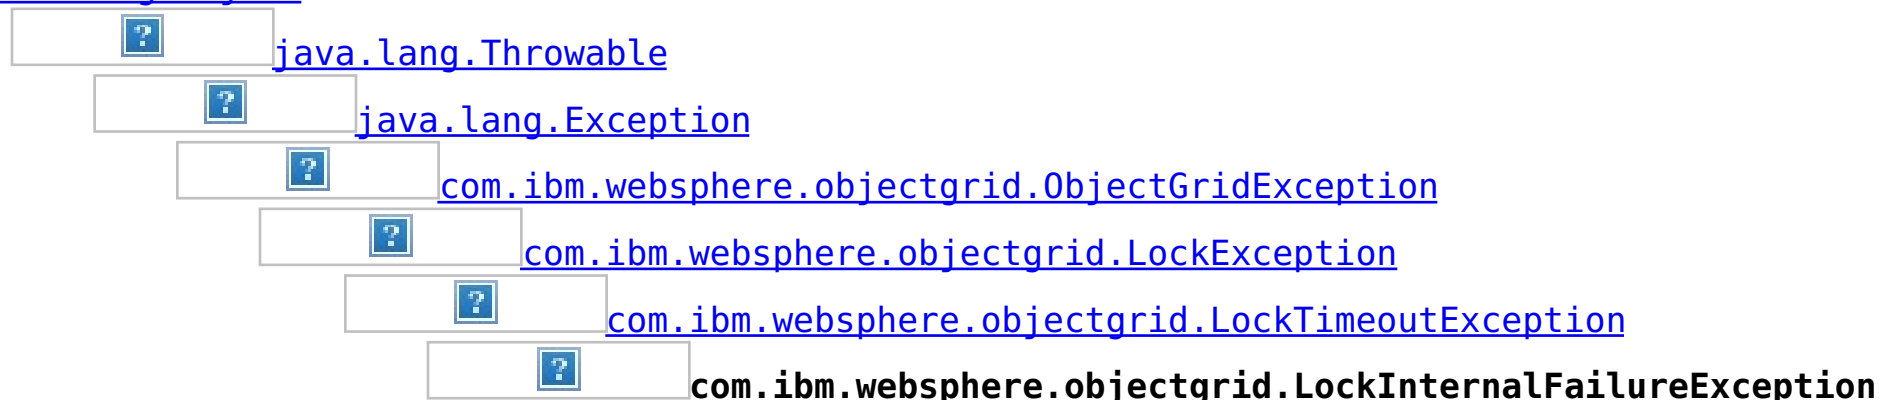 java.lang.Throwable
java.lang.Exception
com.ibm.websphere.objectgrid.ObjectGridException
com.ibm.websphere.objectgrid.LockException
com.ibm.websphere.objectgrid.LockTimeoutException
com.ibm.websphere.objectgrid.LockInternalFailureException